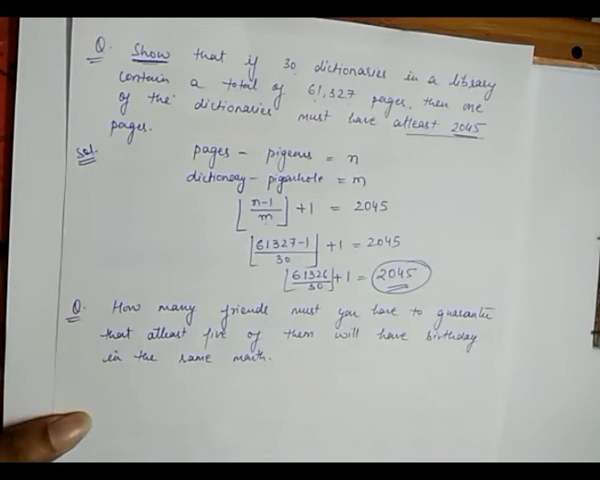 Q. Show that if 30 dictionaries in a library
contain a total of 61,327 pages, then one
of the dictionaries must have atleast 2045
pages.
Sol. pages - pigeons = n
dictionary - pigeonhole = m
⌊(n-1)/m⌋ + 1 = 2045
⌊(61327-1)/30⌋ + 1 = 2045
⌊61326/30⌋ + 1 = 2045
Q. How many friends must you have to guarantee
that atleast five of them will have birthday
in the same month.